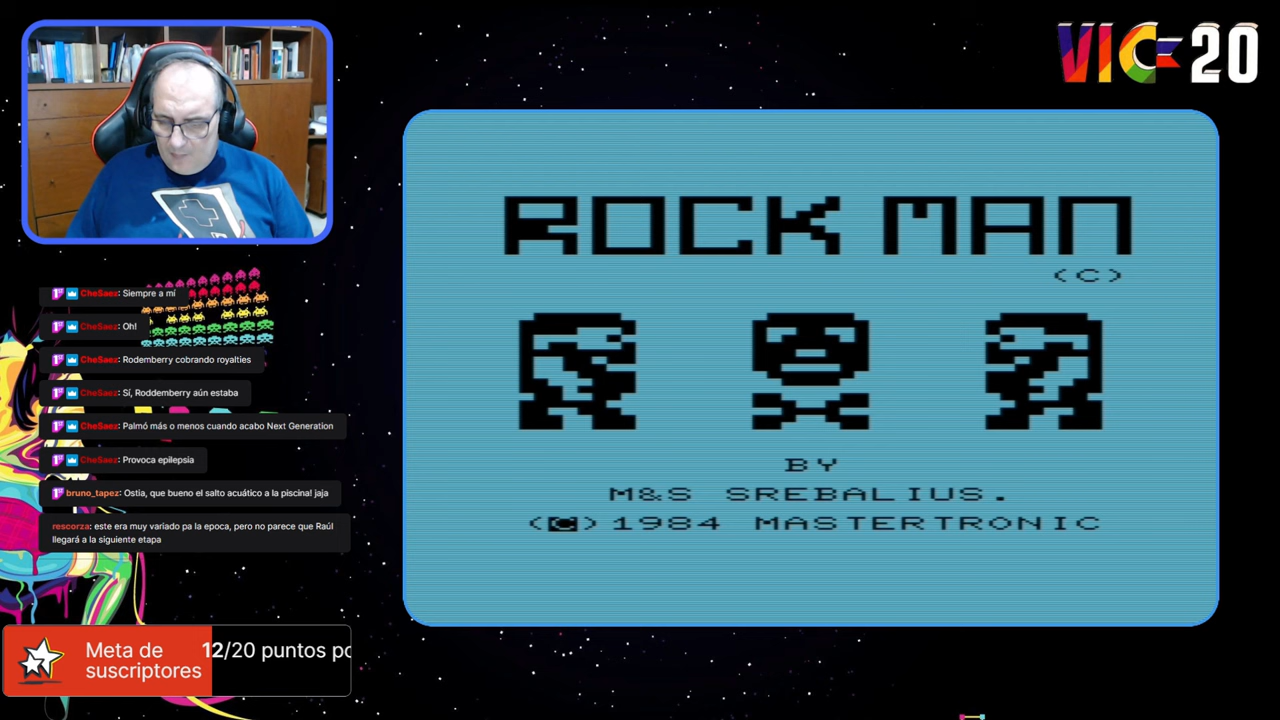 VIC 20
ROCK MAN
(C)
BY
M&S SREBALIUS.
(C) 1984 MASTERTRONIC
CheSaez: Siempre a mí
CheSaez: Oh!
CheSaez: Rodemberry cobrando royalties
CheSaez: Sí, Roddemberry aún estaba
CheSaez: Palmó más o menos cuando acabo Next Generation
CheSaez: Provoca epilepsia
bruno_tapez: Ostia, que bueno el salto acuático a la piscina! jaja
rescorza: este era muy variado pa la epoca, pero no parece que Raúl
llegará a la siguiente etapa
Meta de
suscriptores
12/20 puntos po